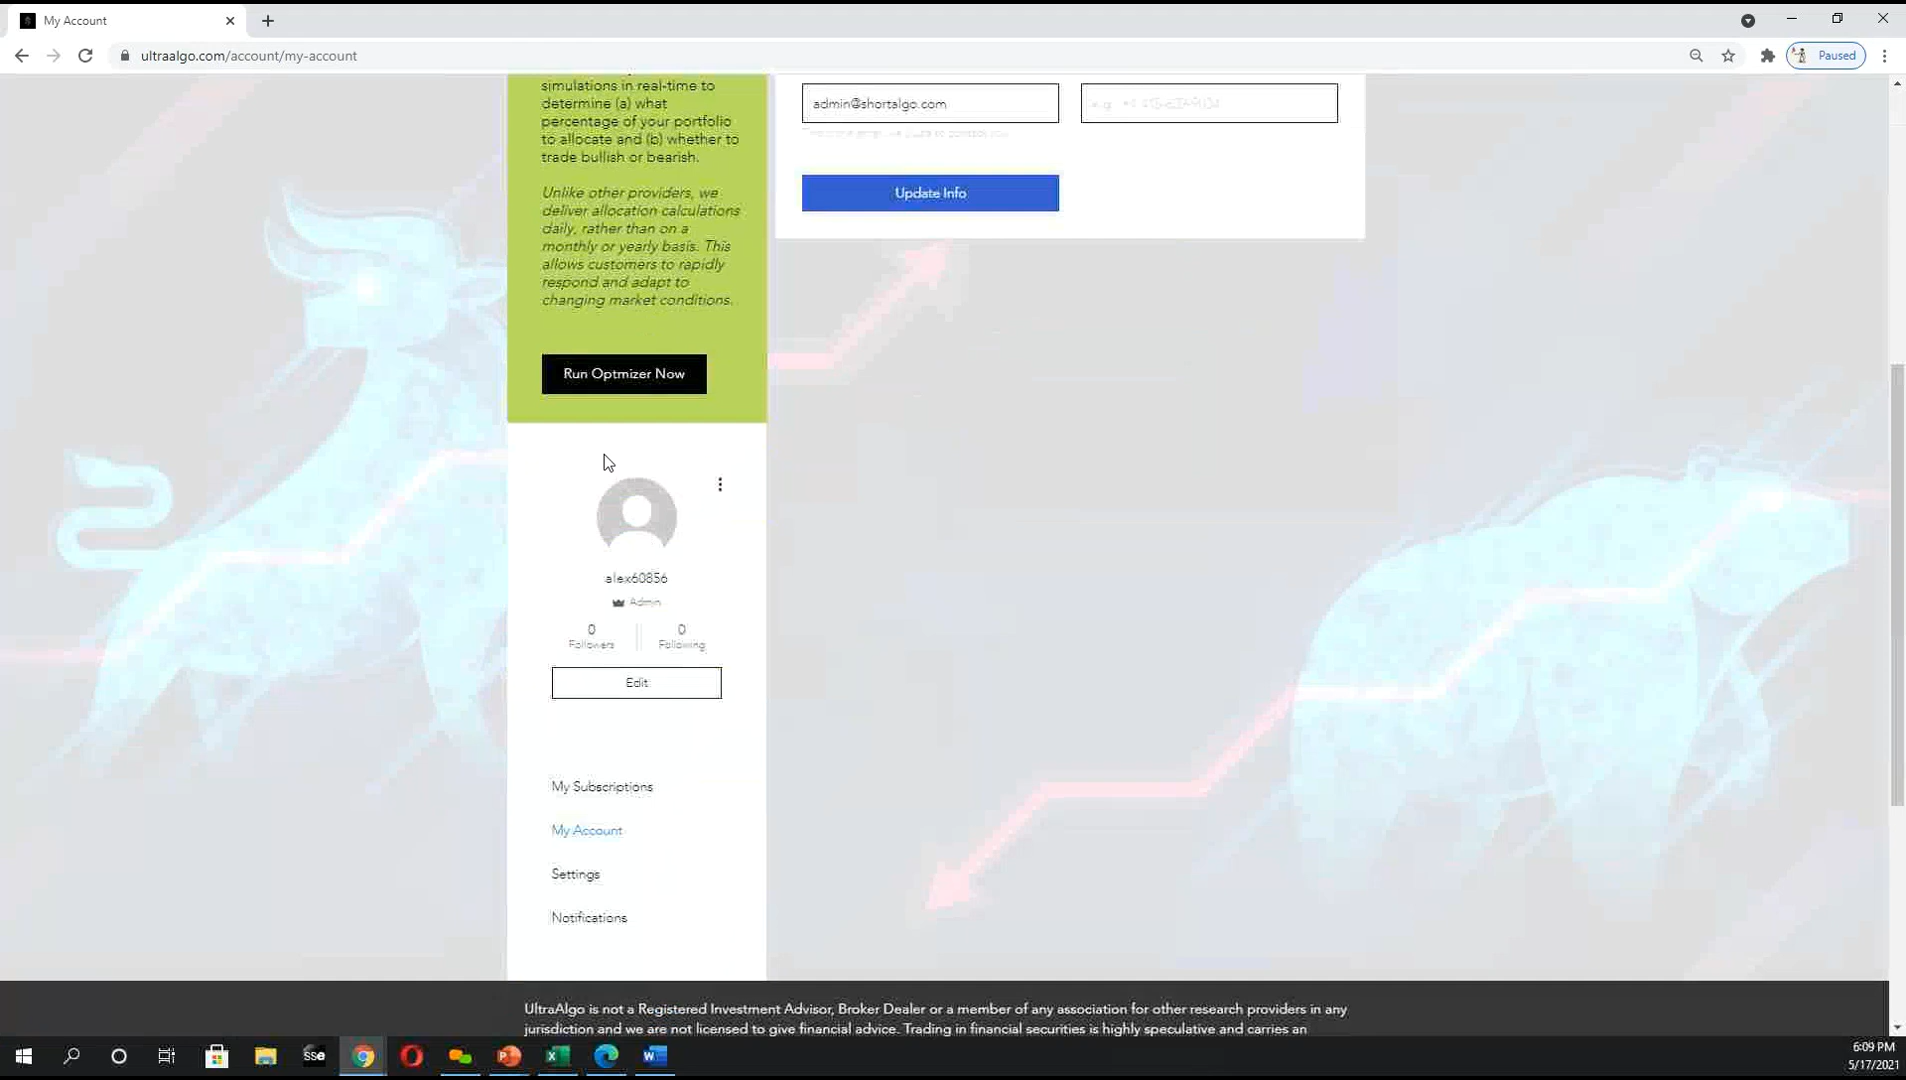 My Account
ultraalgo.com/account/my-account
Paused
simulations in real-time to
determine (a) what
percentage of your portfolio
to allocate and (b) whether to
trade bullish or bearish.
Unlike other providers, we
deliver allocation calculations
daily, rather than on a
monthly or yearly basis. This
allows customers to rapidly
respond and adapt to
changing market conditions.
Run Optmizer Now
admin@shortalgo.com
e.g.
Update Info
alex60856
Admin
0
Followers
0
Following
Edit
My Subscriptions
My Account
Settings
Notifications
UltraAlgo is not a Registered Investment Advisor, Broker Dealer or a member of any association for other research providers in any
jurisdiction and we are not licensed to give financial advice. Trading in financial securities is highly speculative and carries an
sse
6:09 PM
5/17/2021